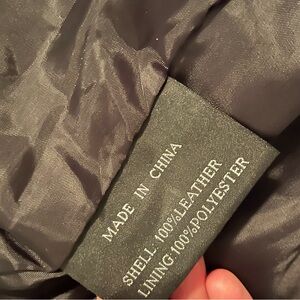 MADE IN CHINA
SHELL: 100%LEATHER
LINING:100%POLYESTER